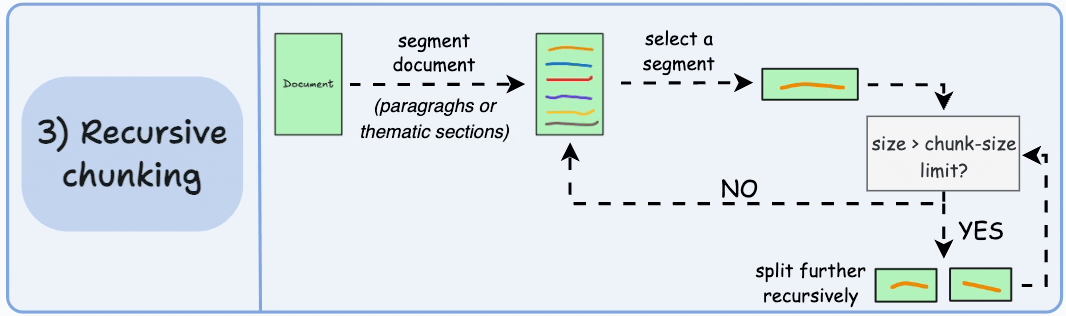 3) Recursive
chunking
Document
segment
document
(paragraghs or
thematic sections)
select a
segment
size > chunk-size
limit?
NO
YES
split further
recursively